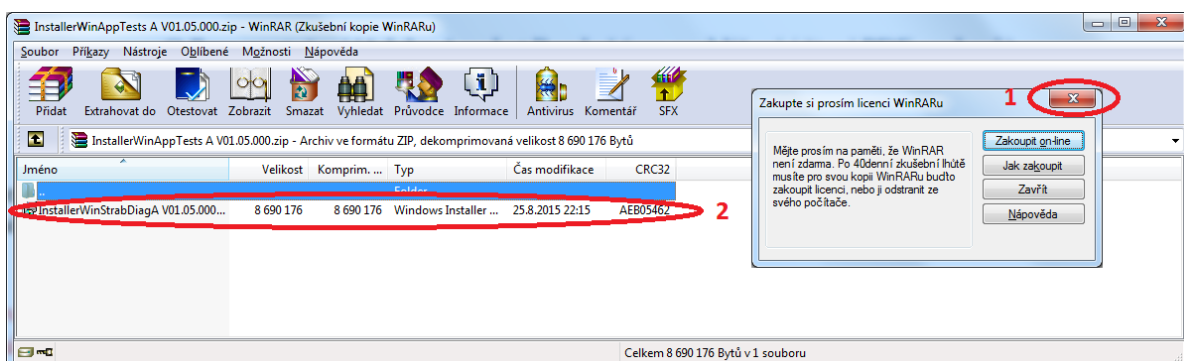 InstallerWinAppTests A V01.05.000.zip - WinRAR (Zkušební kopie WinRARu)
Soubor Příkazy Nástroje Oblíbené Možnosti Nápověda
Přidat Extrahovat do Otestovat Zobrazit Smazat Vyhledat Průvodce Informace Antivirus Komentář SFX
InstallerWinAppTests A V01.05.000.zip - Archiv ve formátu ZIP, dekomprimovaná velikost 8 690 176 Bytů
Jméno Velikost Komprim. ... Typ Čas modifikace CRC32
.. Folder
InstallerWinStrabDiagA V01.05.000... 8 690 176 8 690 176 Windows Installer ... 25.8.2015 22:15 AEB05462
2
Zakupte si prosím licenci WinRARu
1
Mějte prosím na paměti, že WinRAR
není zdarma. Po 40denní zkušební lhůtě
musíte pro svou kopii WinRARu buďto
zakoupit licenci, nebo ji odstranit ze
svého počítače.
Zakoupit on-line
Jak zakoupit
Zavřít
Nápověda
Celkem 8 690 176 Bytů v 1 souboru